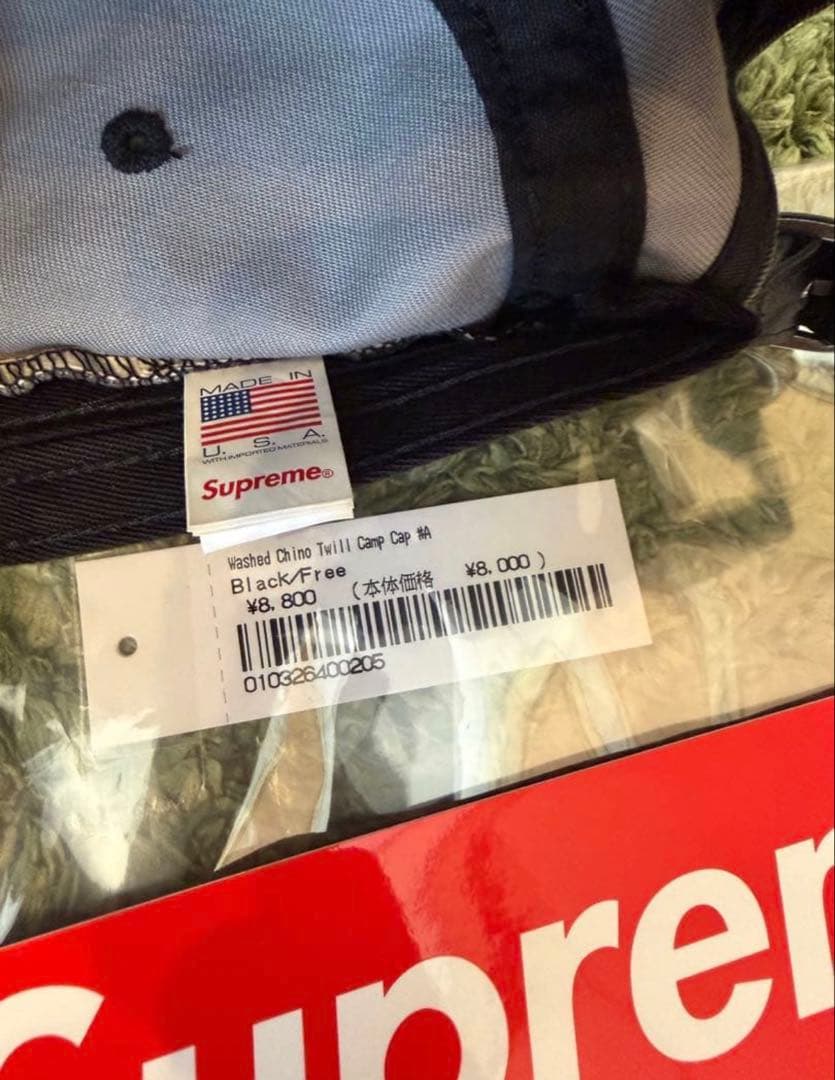 MADE IN
U. S. A.
WITH IMPORTED MATERIALS
Supreme®
Washed Chino Twill Camp Cap #A
Black/Free
¥8,800 (本体価格 ¥8,000 )
010326400205
Suprem